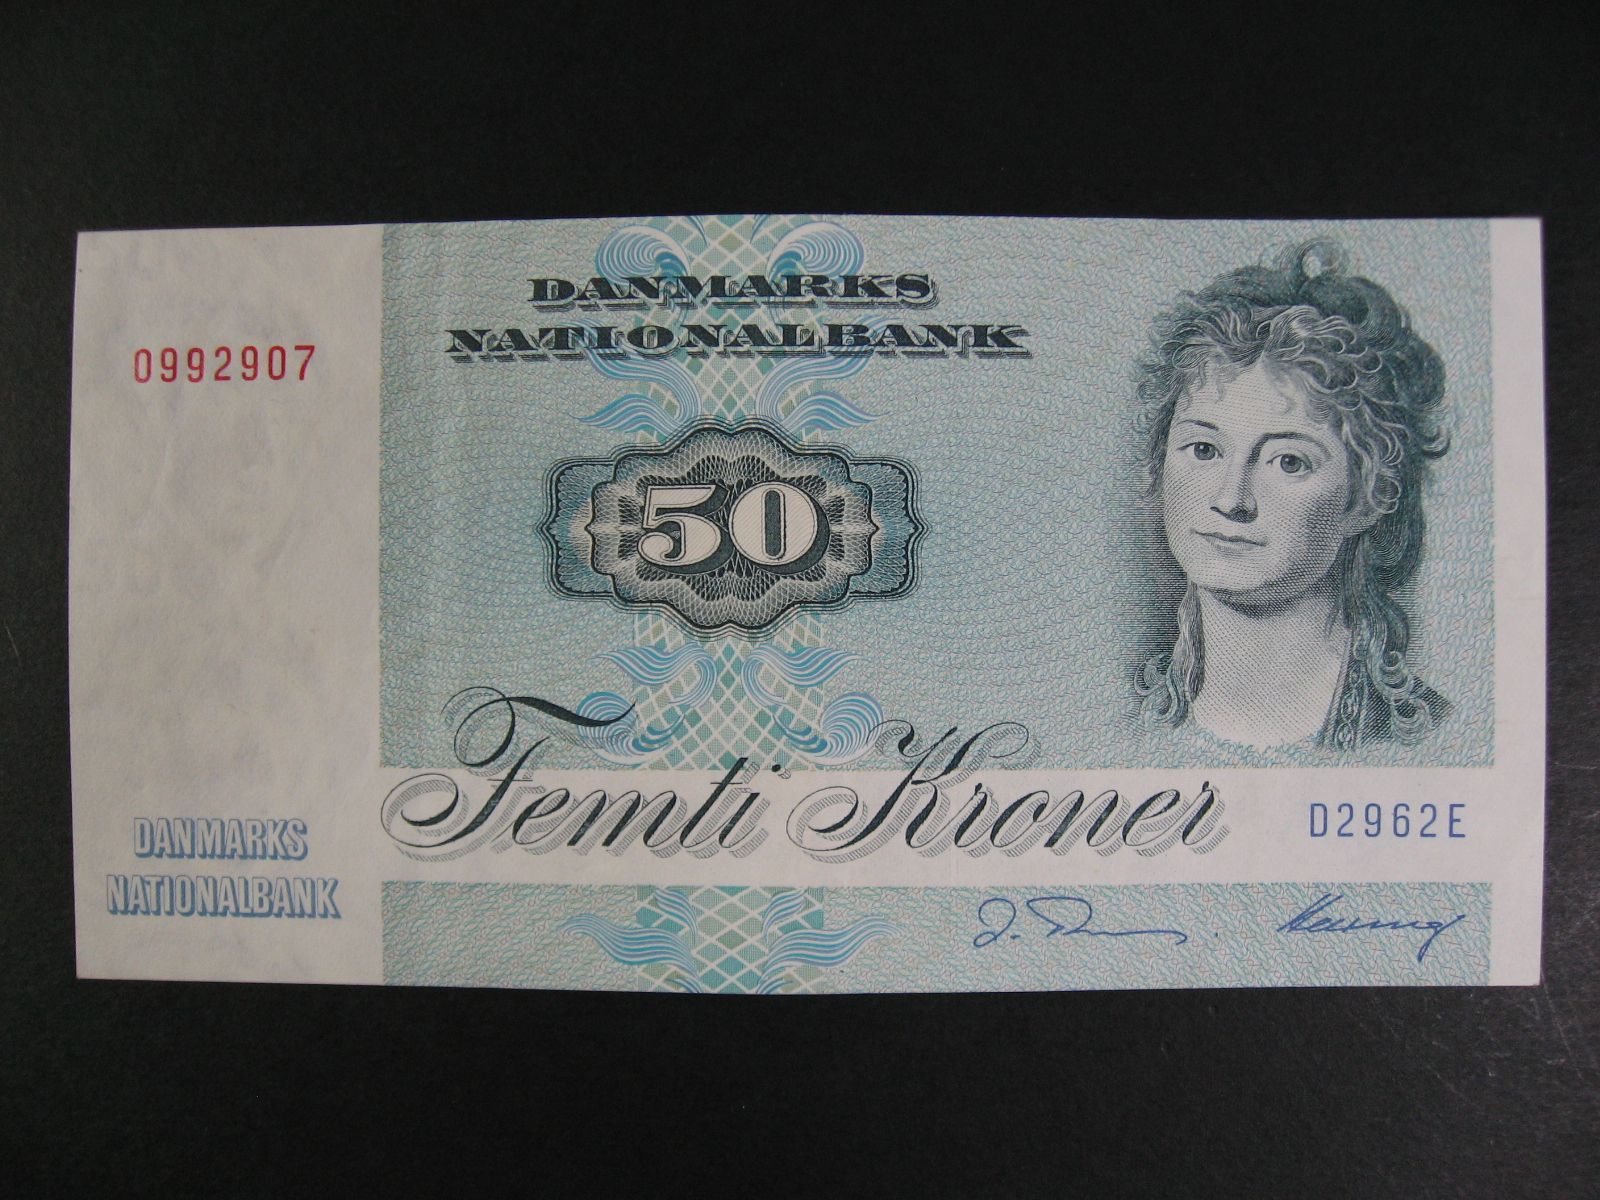 DANMARKS
NATIONALBANK
0992907
50
Femti Kroner
D2962E
DANMARKS
NATIONALBANK